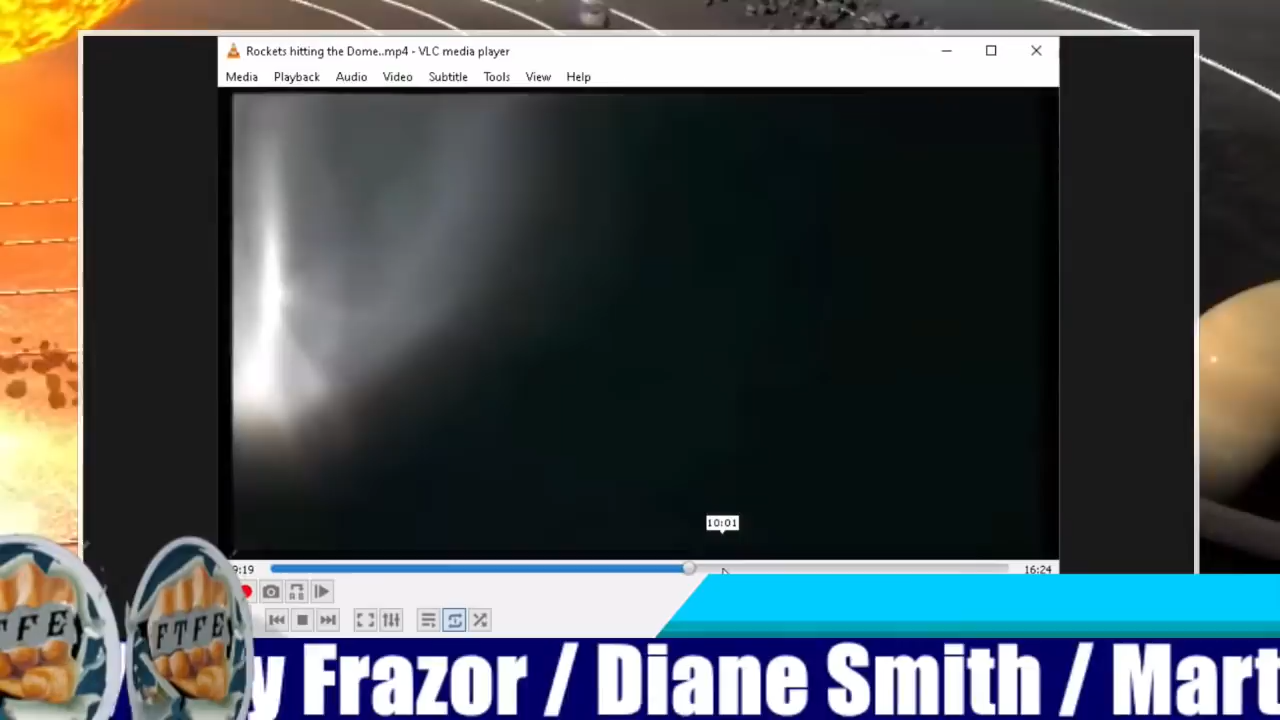 Rockets hitting the Dome..mp4 - VLC media player
Media Playback Audio Video Subtitle Tools View Help
10:01
9:19 16:24
FTFE FTFE
y Frazor / Diane Smith / Mart